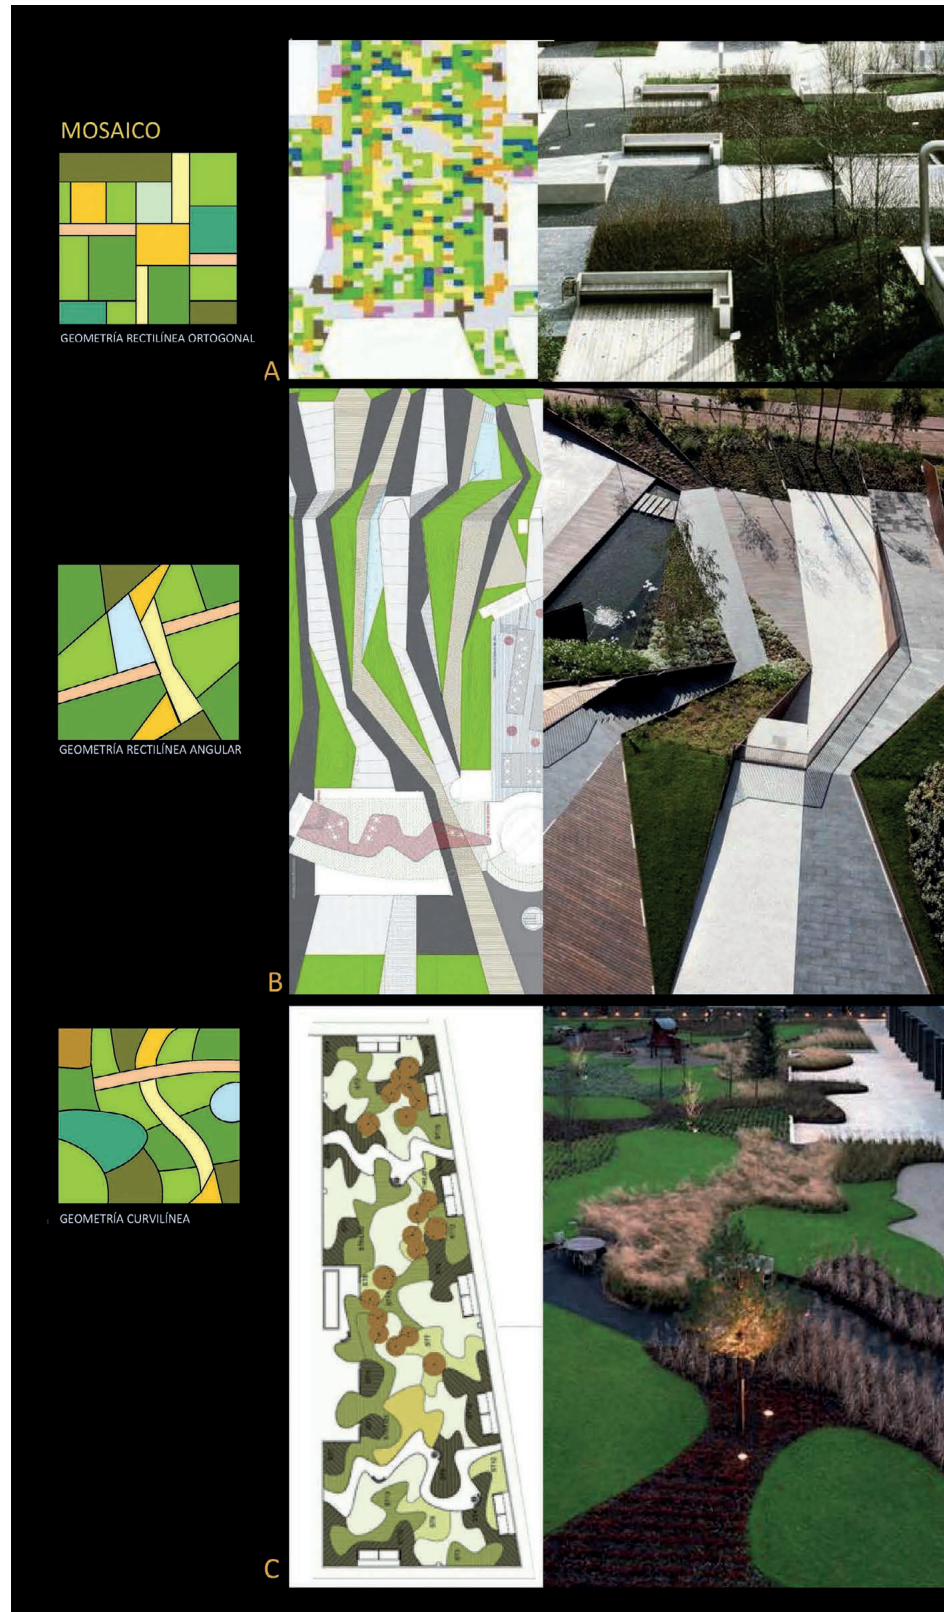 MOSAICO
GEOMETRÍA RECTILÍNEA ORTOGONAL
A
GEOMETRÍA RECTILÍNEA ANGULAR
B
GEOMETRÍA CURVILÍNEA
C